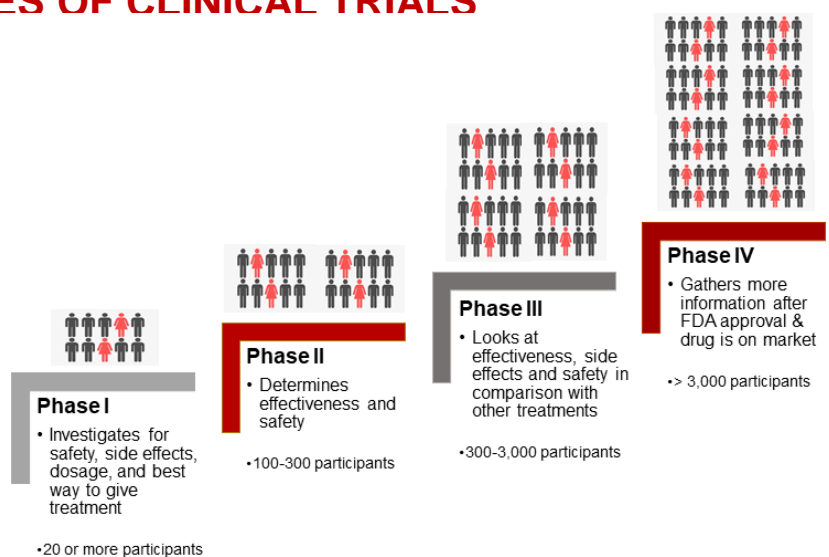 ES OF CLINICAL TRIALS
Phase I
• Investigates for
safety, side effects,
dosage, and best
way to give
treatment
•20 or more participants
Phase II
• Determines
effectiveness and
safety
•100-300 participants
Phase III
• Looks at
effectiveness, side
effects and safety in
comparison with
other treatments
•300-3,000 participants
Phase IV
• Gathers more
information after
FDA approval &
drug is on market
•> 3,000 participants